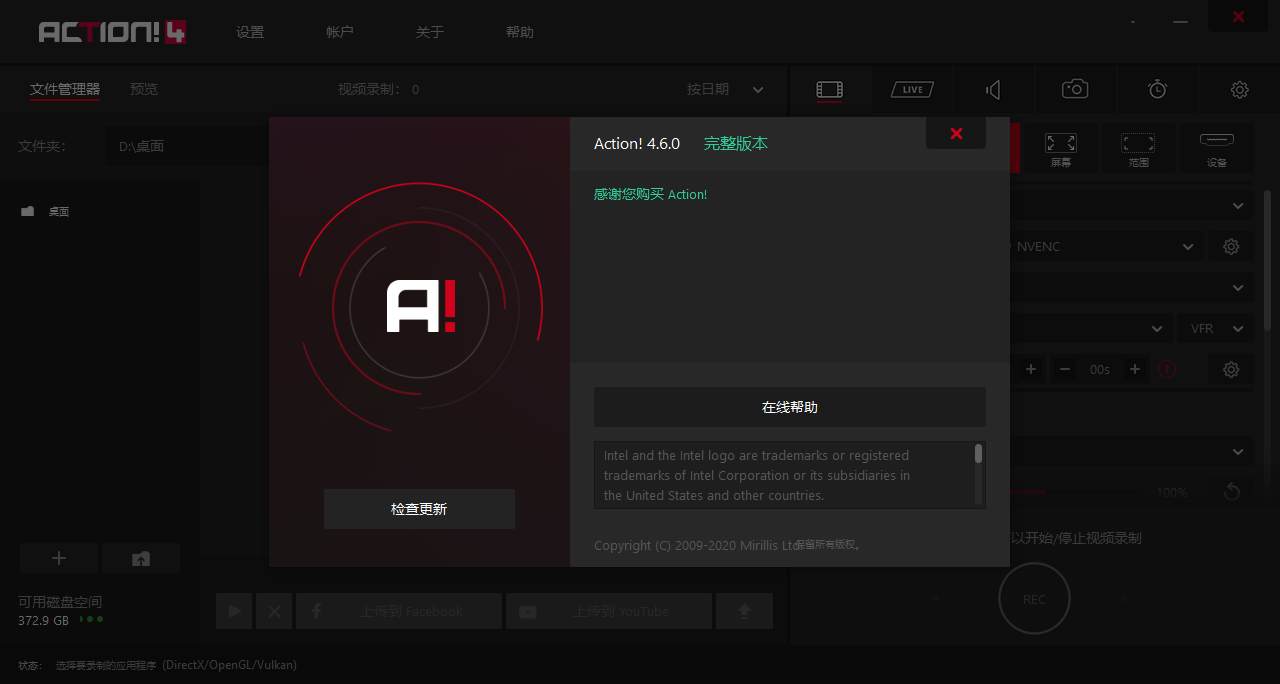 ACTION! 4
设置
帐户
关于
帮助
文件管理器
预览
视频录制： 0
按日期
LIVE
文件夹：
D:\桌面
桌面
屏幕
范围
设备
Action! 4.6.0 完整版本
感谢您购买 Action!
NVENC
VFR
00s
100%
A!
在线帮助
Intel and the Intel logo are trademarks or registered
trademarks of Intel Corporation or its subsidiaries in
the United States and other countries.
检查更新
Copyright (C) 2009-2020 Mirillis Ltd 保留所有版权。
以开始/停止视频录制
REC
可用磁盘空间
372.9 GB
上传到 Facebook
上传到 YouTube
状态： 选择要录制的应用程序 (DirectX/OpenGL/Vulkan)